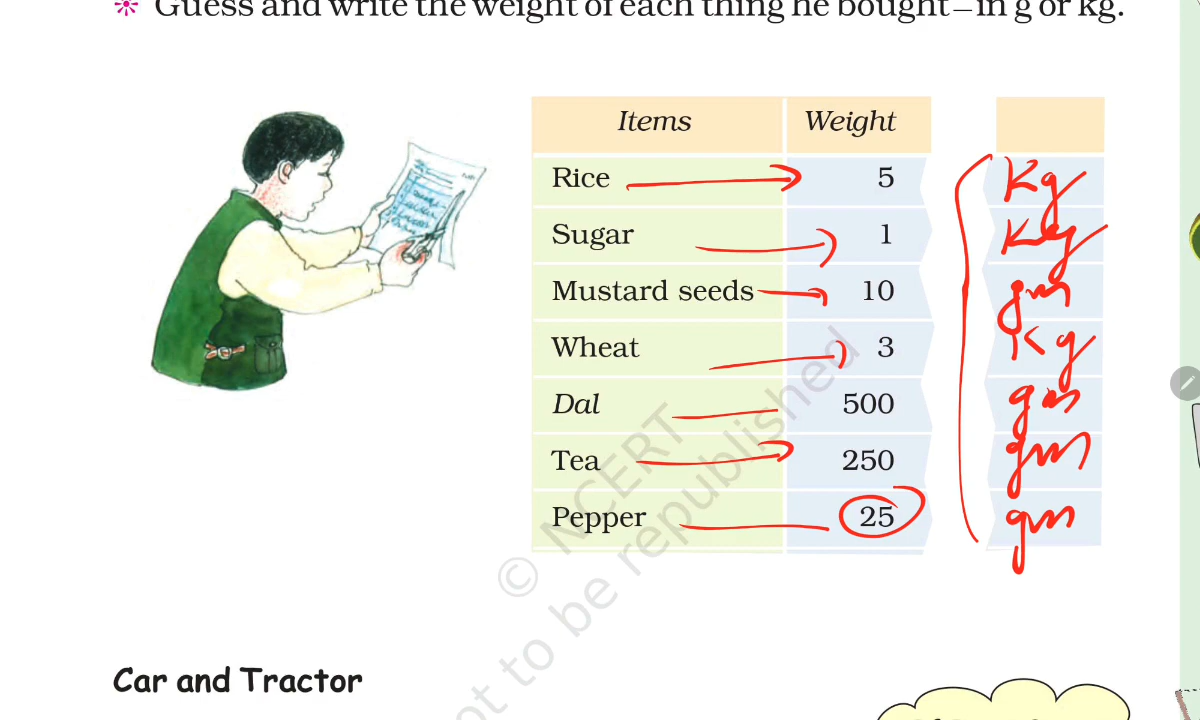 Guess and write the weight of each thing he bought – in g or kg.
Items Weight
Rice 5 Kg
Sugar 1 Kg
Mustard seeds 10 gm
Wheat 3 Kg
Dal 500 gm
Tea 250 gm
Pepper 25 gm
© NCERT
not to be republished
Car and Tractor